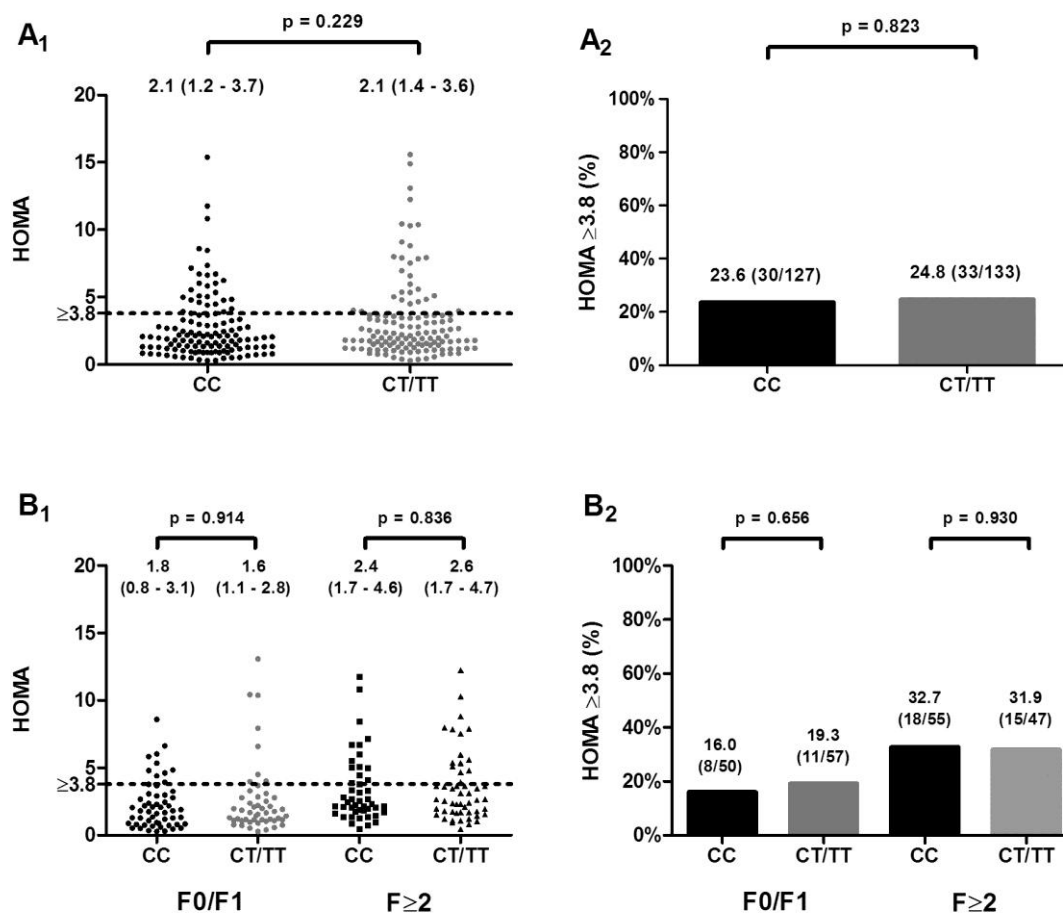 A1
p = 0.229
2.1 (1.2 - 3.7)
2.1 (1.4 - 3.6)
HOMA
20
15
10
5
≥3.8
0
CC
CT/TT
A2
p = 0.823
HOMA ≥3.8 (%)
100%
80%
60%
40%
20%
0%
23.6 (30/127)
24.8 (33/133)
CC
CT/TT
B1
p = 0.914
p = 0.836
1.8
(0.8 - 3.1)
1.6
(1.1 - 2.8)
2.4
(1.7 - 4.6)
2.6
(1.7 - 4.7)
HOMA
20
15
10
5
≥3.8
0
CC
CT/TT
CC
CT/TT
F0/F1
F≥2
B2
p = 0.656
p = 0.930
HOMA ≥3.8 (%)
100%
80%
60%
40%
20%
0%
16.0
(8/50)
19.3
(11/57)
32.7
(18/55)
31.9
(15/47)
CC
CT/TT
CC
CT/TT
F0/F1
F≥2